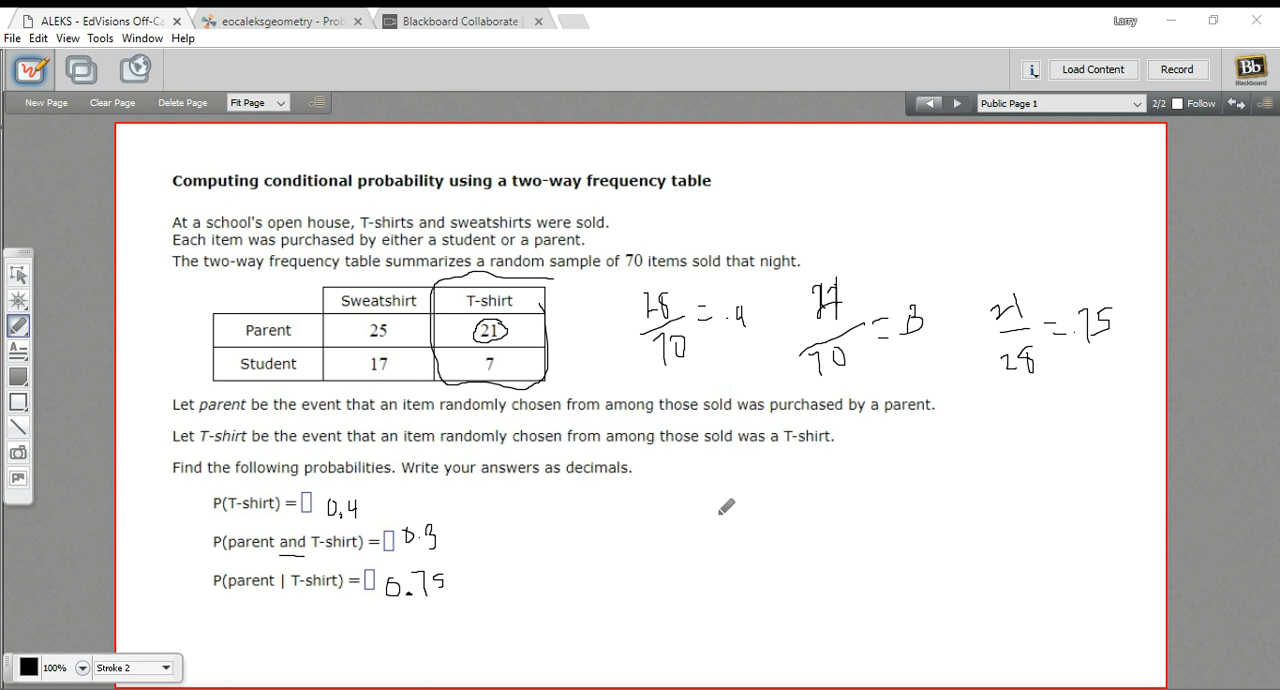 ALEKS - EdVisions Off-Ca × eocaleksgeometry - Prob × Blackboard Collaborate | × Larry
File Edit View Tools Window Help
i Load Content Record Bb
Blackboard
New Page Clear Page Delete Page Fit Page Public Page 1 2/2 Follow
Computing conditional probability using a two-way frequency table
At a school's open house, T-shirts and sweatshirts were sold.
Each item was purchased by either a student or a parent.
The two-way frequency table summarizes a random sample of 70 items sold that night.
Sweatshirt T-shirt
Parent 25 21
Student 17 7
28/70 = .4 21/70 = .3 21/28 = .75
Let parent be the event that an item randomly chosen from among those sold was purchased by a parent.
Let T-shirt be the event that an item randomly chosen from among those sold was a T-shirt.
Find the following probabilities. Write your answers as decimals.
P(T-shirt) = 0.4
P(parent and T-shirt) = 0.3
P(parent | T-shirt) = 0.75
100% Stroke 2